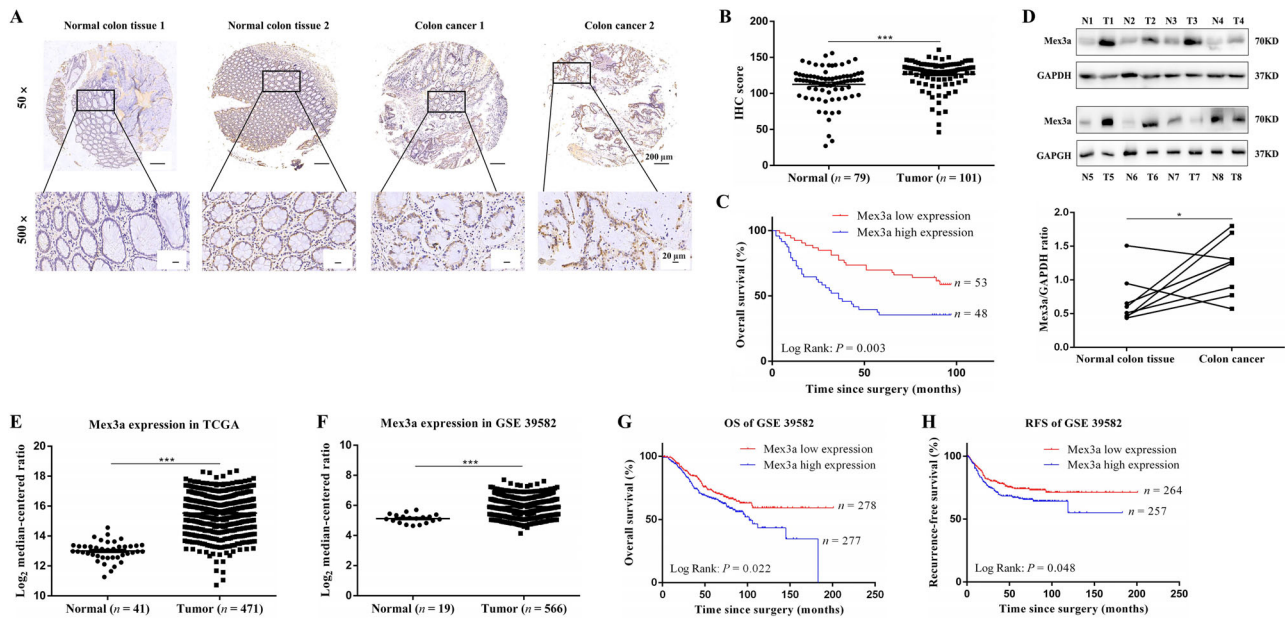 A
Normal colon tissue 1
Normal colon tissue 2
Colon cancer 1
Colon cancer 2
50 ×
200 μm
500 ×
20 μm
B
***
IHC score
200
150
100
50
0
Normal (n = 79)
Tumor (n = 101)
C
Mex3a low expression
Mex3a high expression
Overall survival (%)
100
50
0
n = 53
n = 48
Log Rank: P = 0.003
0
50
100
Time since surgery (months)
D
N1 T1 N2 T2 N3 T3 N4 T4
Mex3a
70KD
GAPDH
37KD
Mex3a
70KD
GAPGH
37KD
N5 T5 N6 T6 N7 T7 N8 T8
*
Mex3a/GAPDH ratio
2.0
1.5
1.0
0.5
0.0
Normal colon tissue
Colon cancer
E
Mex3a expression in TCGA
***
Log2 median-centered ratio
20
18
16
14
12
10
Normal (n = 41)
Tumor (n = 471)
F
Mex3a expression in GSE 39582
***
Log2 median-centered ratio
10
8
6
4
2
0
Normal (n = 19)
Tumor (n = 566)
G
OS of GSE 39582
Mex3a low expression
Mex3a high expression
Overall survival (%)
100
50
0
n = 278
n = 277
Log Rank: P = 0.022
0 50 100 150 200 250
Time since surgery (months)
H
RFS of GSE 39582
Mex3a low expression
Mex3a high expression
Recurrence-free survival (%)
100
50
0
n = 264
n = 257
Log Rank: P = 0.048
0 50 100 150 200 250
Time since surgery (months)